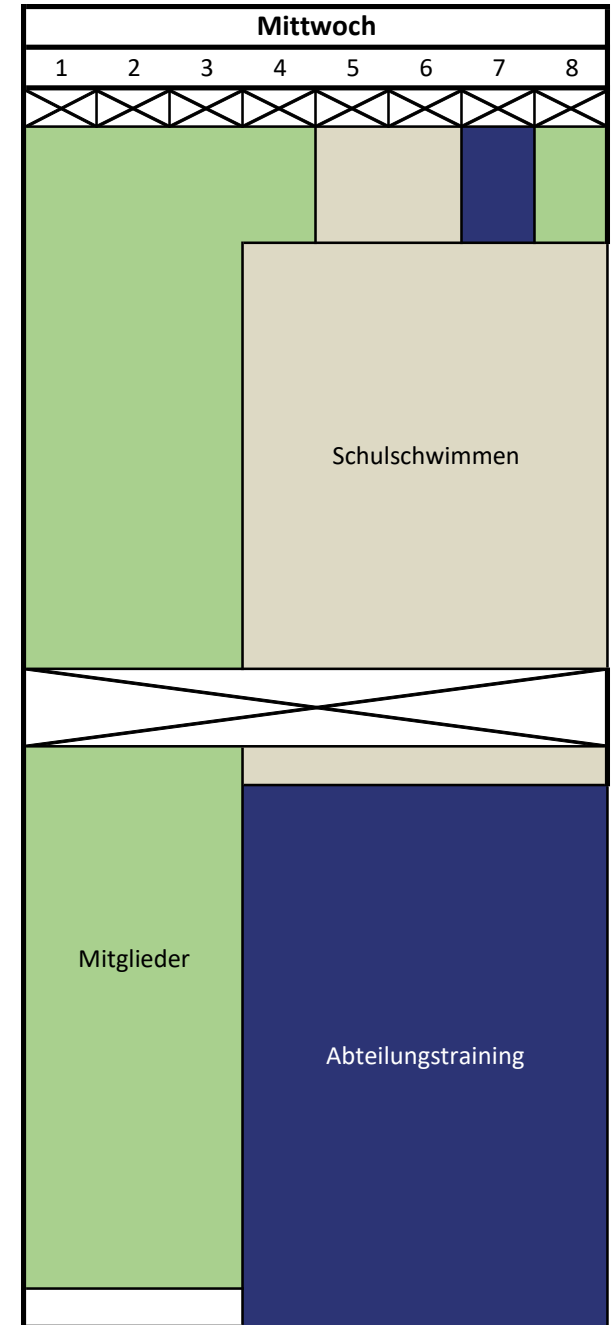 Mittwoch
1 2 3 4 5 6 7 8
Schulschwimmen
Mitglieder
Abteilungstraining